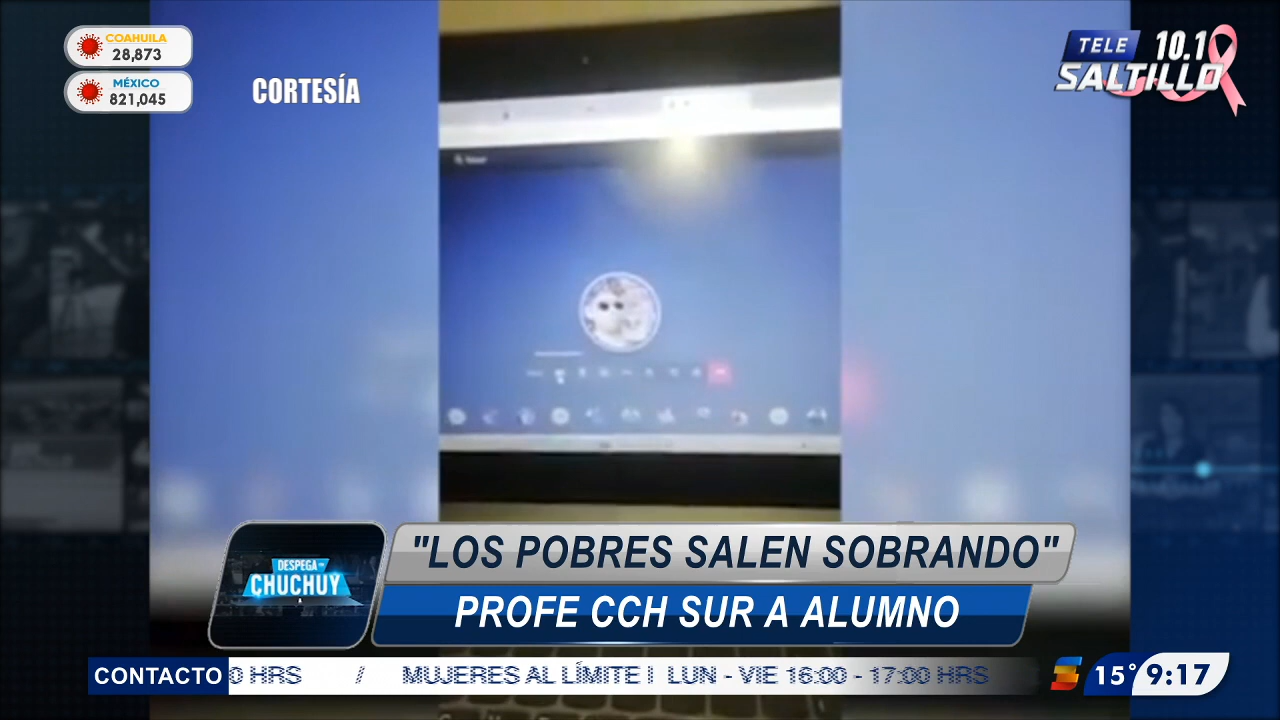 COAHUILA
28,873
MÉXICO
821,045
CORTESÍA
TELE 10.1
SALTILLO
"LOS POBRES SALEN SOBRANDO"
DESPEGA
CHUCHUY
PROFE CCH SUR A ALUMNO
CONTACTO
0 HRS / MUJERES AL LÍMITE | LUN - VIE 16:00 - 17:00 HRS
15° 9:17